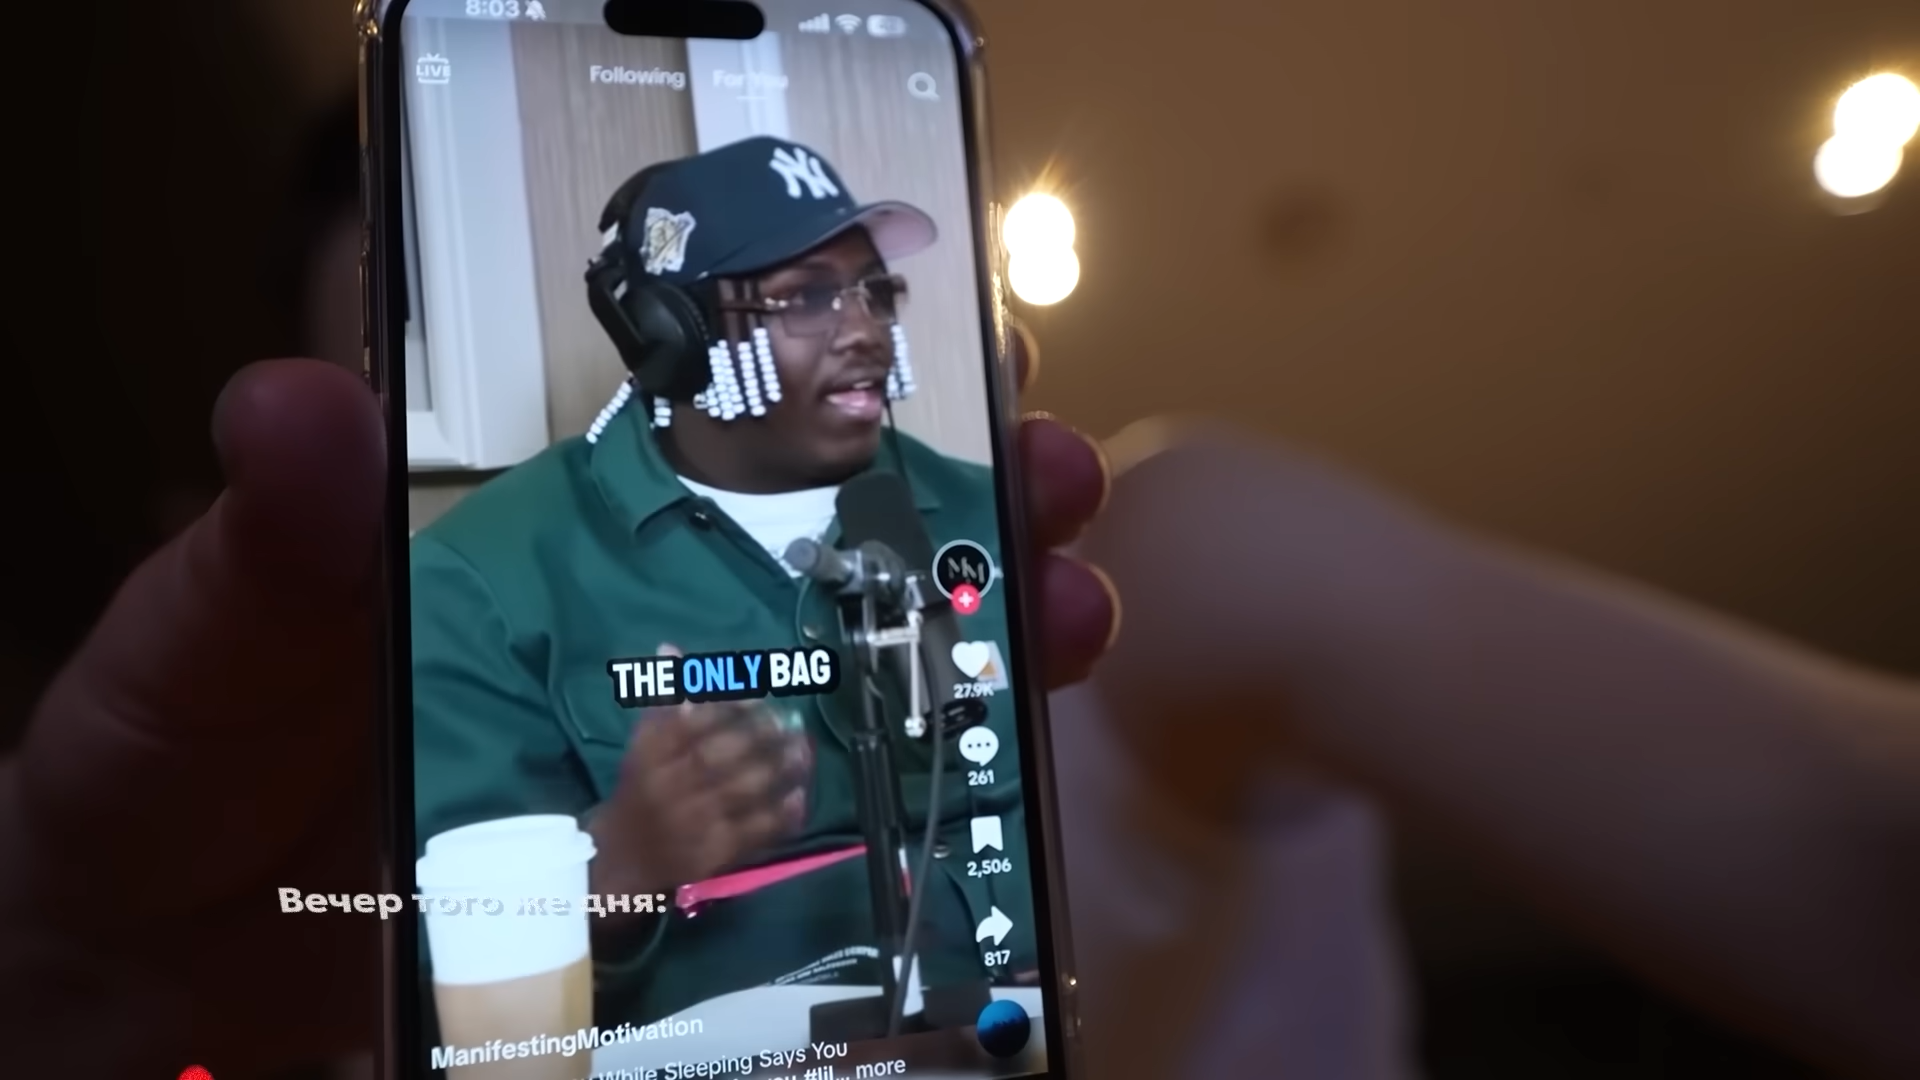 8:03
LIVE
Following For You
NY
THE ONLY BAG
27.9K
261
2,506
817
Вечер того же дня:
ManifestingMotivation
While Sleeping Says You
#lil... more